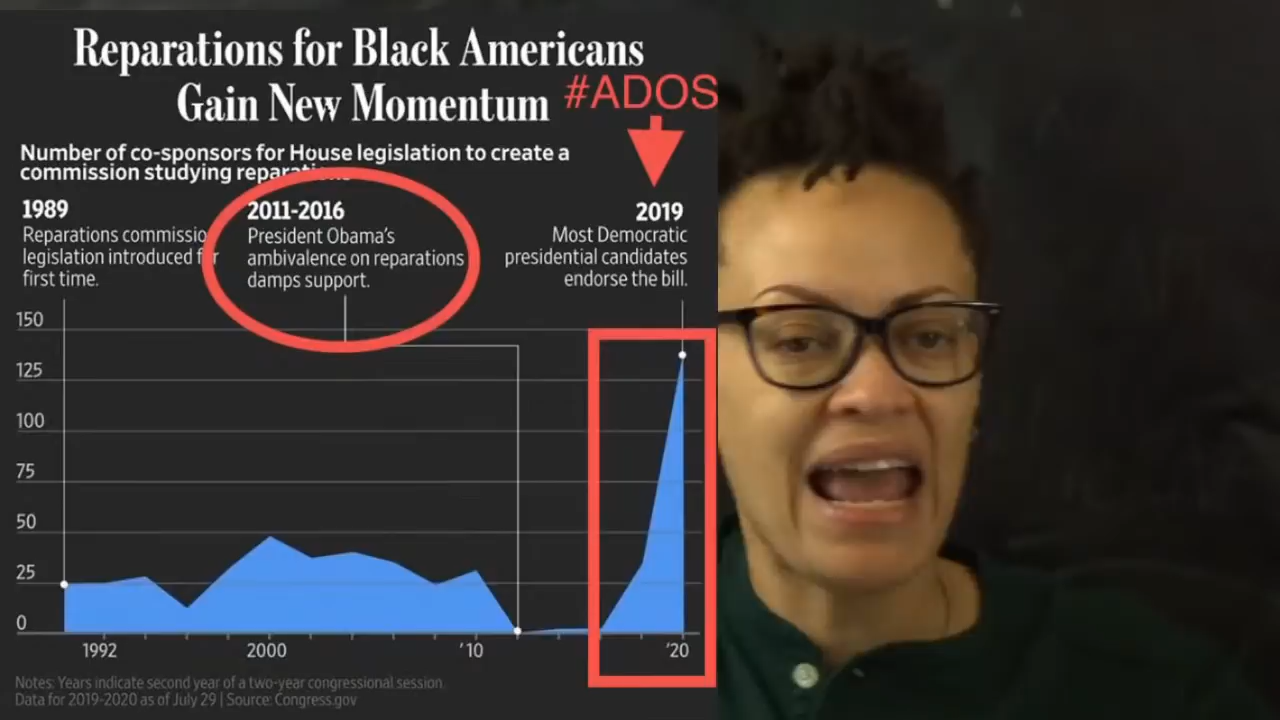 Reparations for Black Americans
Gain New Momentum
#ADOS
Number of co-sponsors for House legislation to create a
commission studying reparations
1989
Reparations commissio
legislation introduced for
first time.
2011-2016
President Obama's
ambivalence on reparations
damps support.
2019
Most Democratic
presidential candidates
endorse the bill.
150
125
100
75
50
25
0
1992
2000
'10
'20
Notes: Years indicate second year of a two-year congressional session.
Data for 2019-2020 as of July 29 | Source: Congress.gov